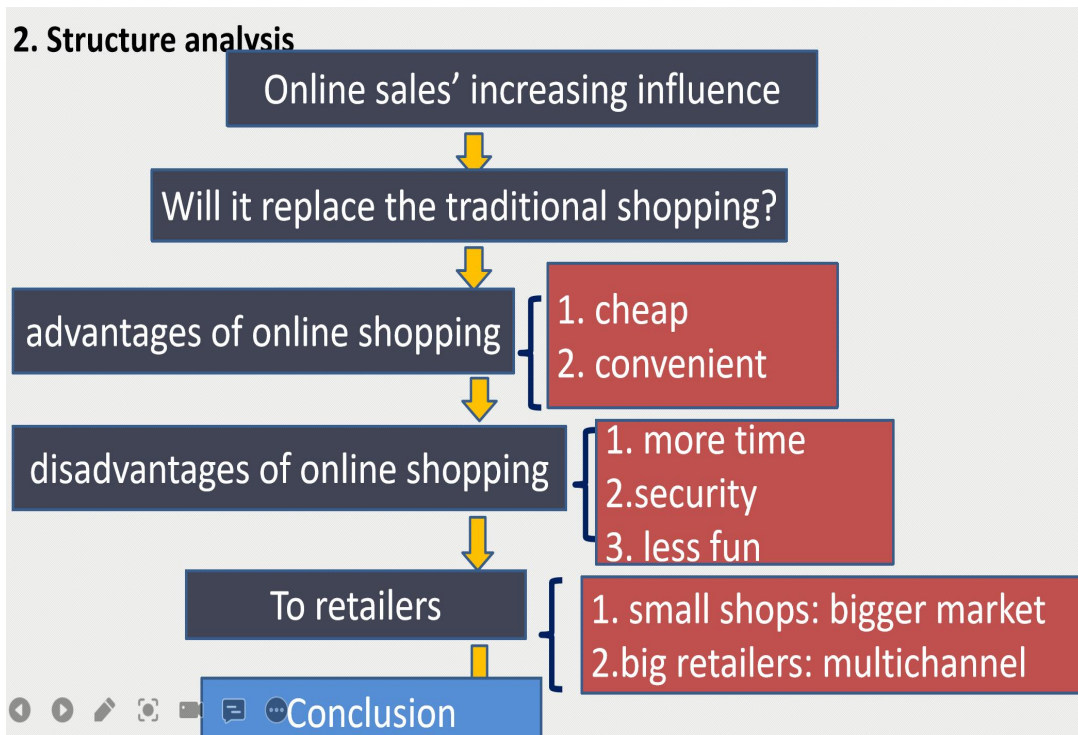 2. Structure analysis
Online sales’ increasing influence
Will it replace the traditional shopping?
advantages of online shopping
1. cheap
2. convenient
disadvantages of online shopping
1. more time
2.security
3. less fun
To retailers
1. small shops: bigger market
2.big retailers: multichannel
Conclusion